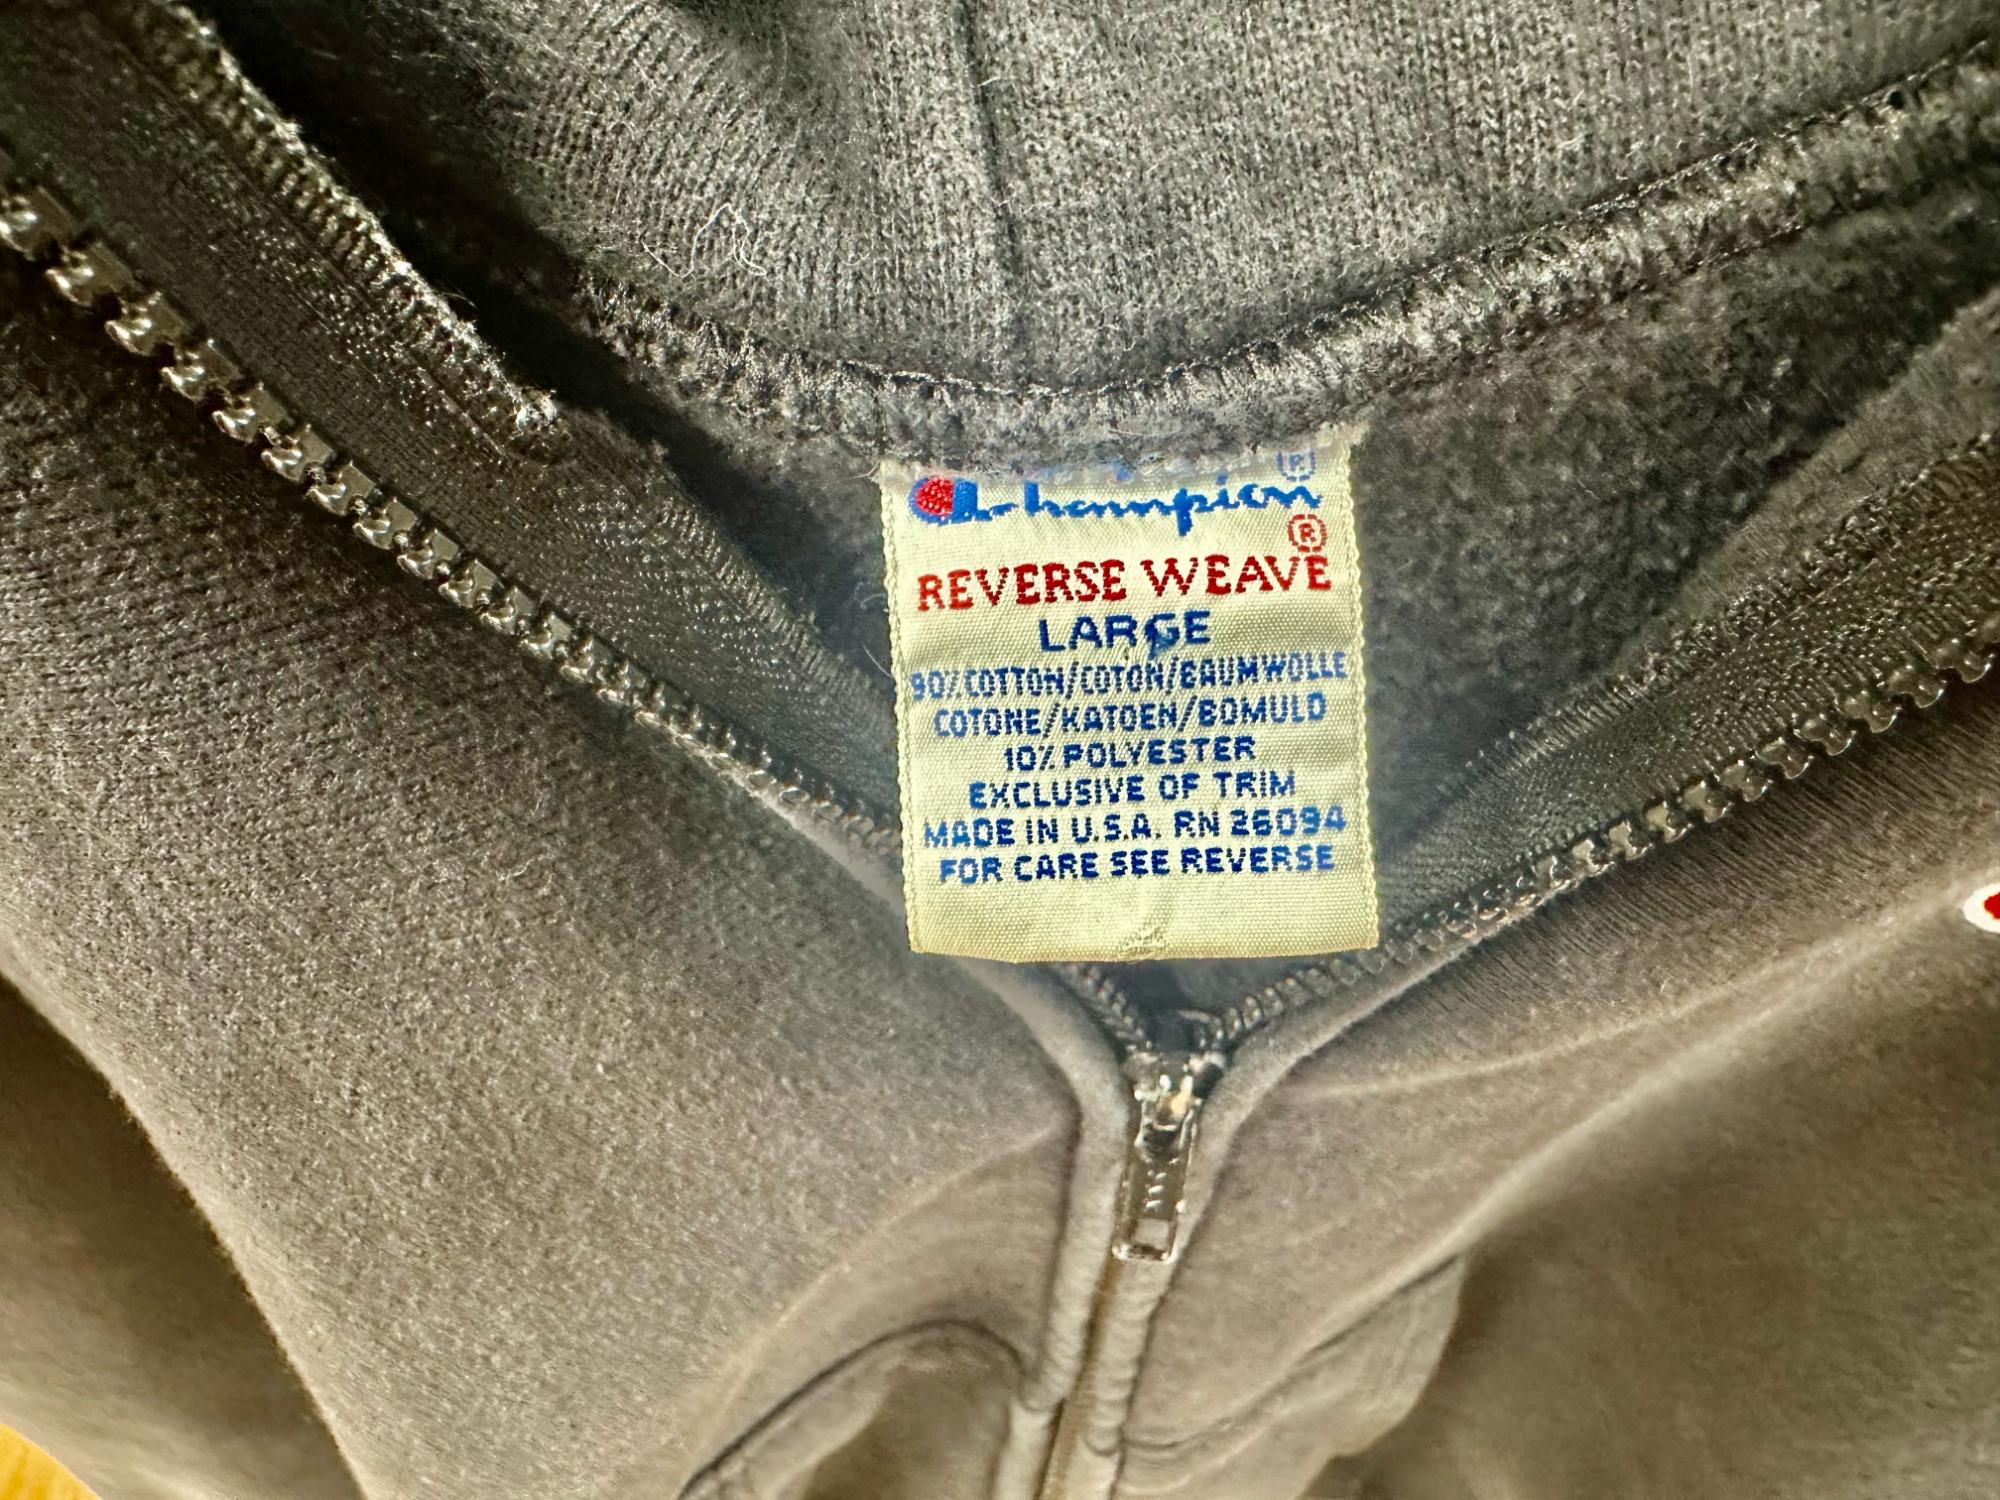 Champion®
REVERSE WEAVE®
LARGE
90% COTTON/COTON/BAUMWOLLE
COTONE/KATOEN/BOMULD
10% POLYESTER
EXCLUSIVE OF TRIM
MADE IN U.S.A. RN 26094
FOR CARE SEE REVERSE